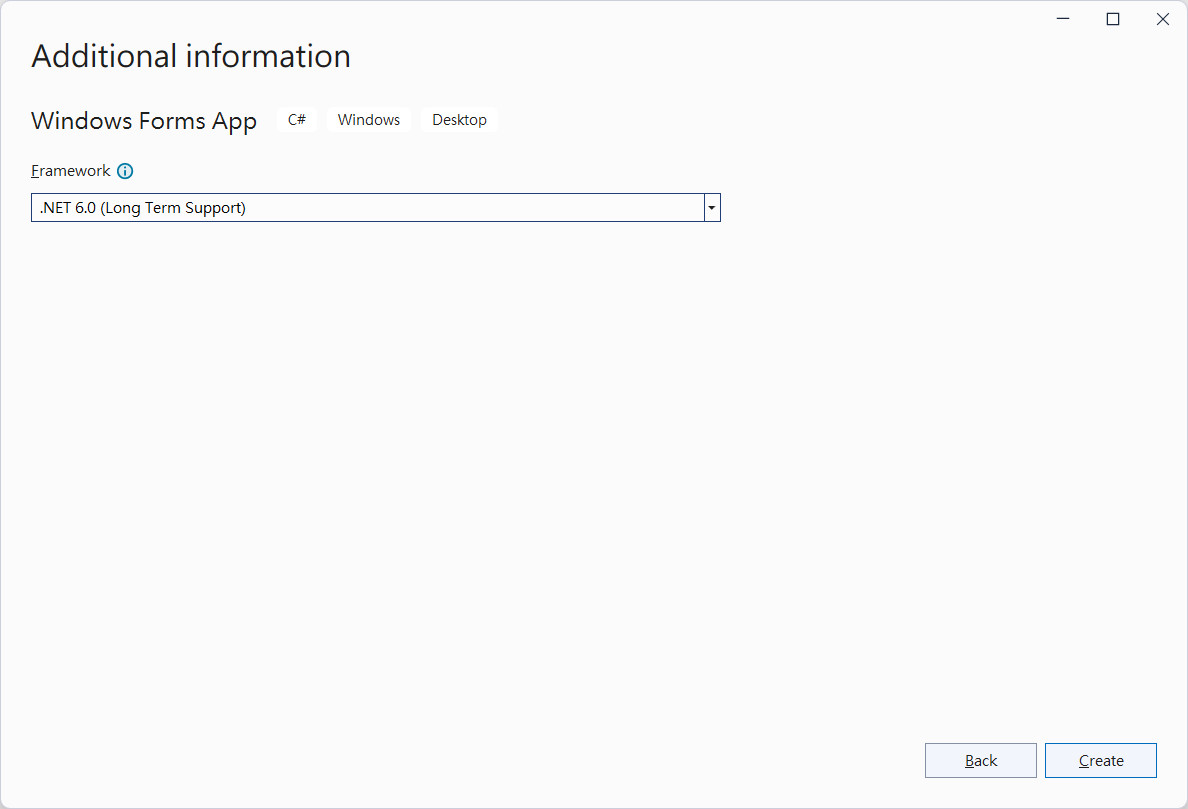 Additional information
Windows Forms App C# Windows Desktop
Framework
.NET 6.0 (Long Term Support)
Back Create